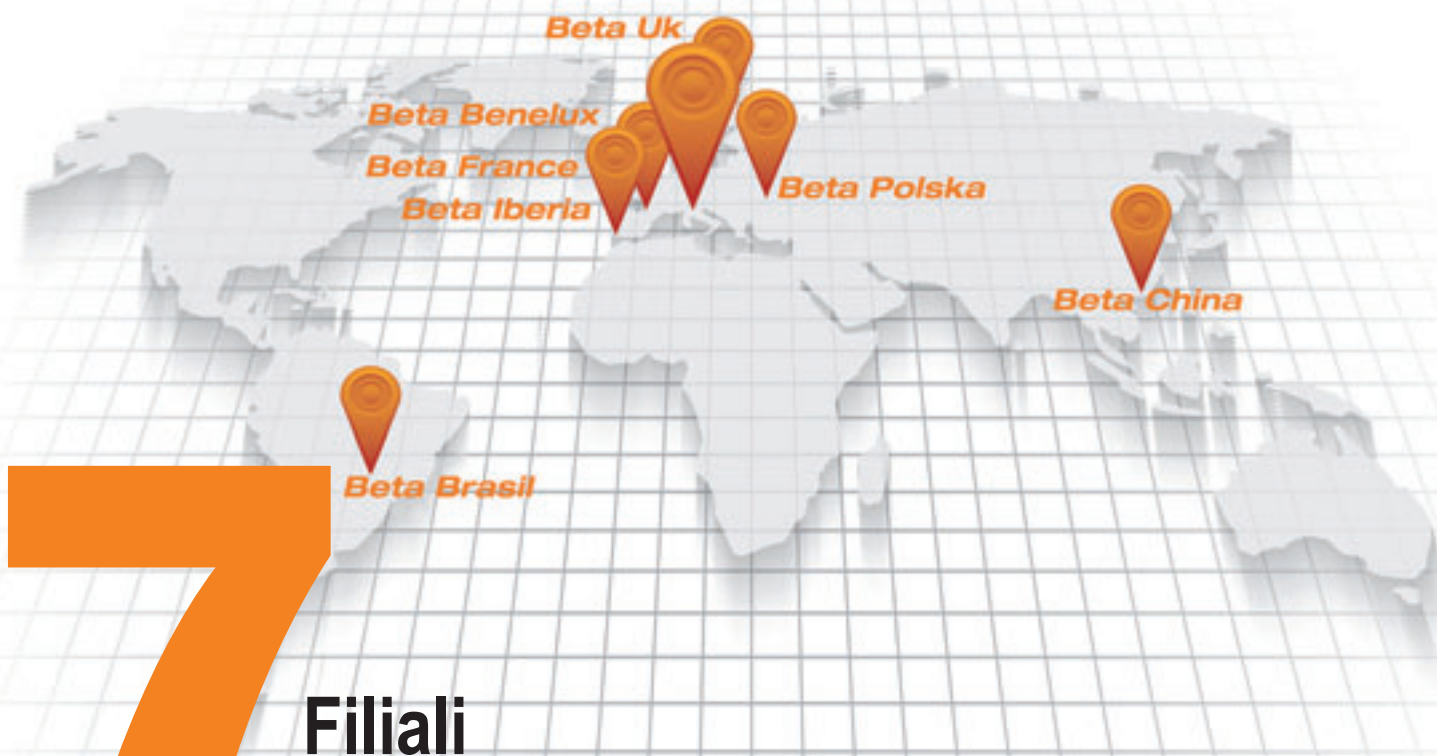 Beta Uk
Beta Benelux
Beta France
Beta Iberia
Beta Polska
Beta China
Beta Brasil
7
Filiali